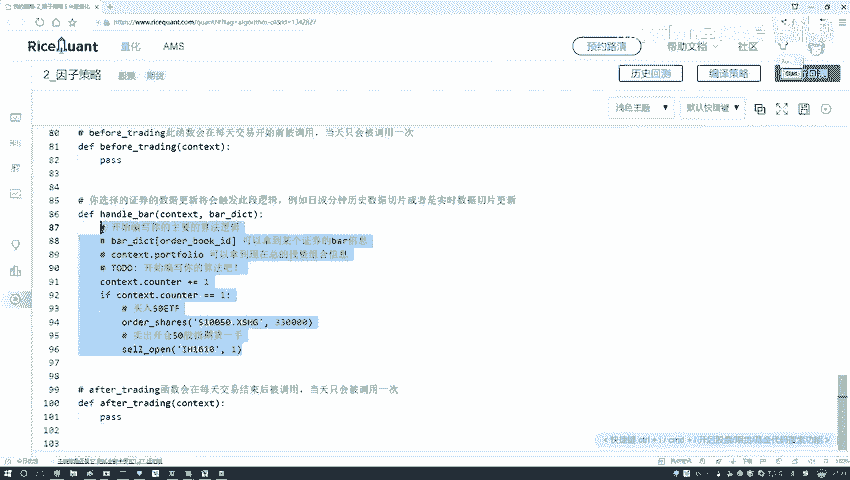 https://www.ricequant.com/quant/
RiceQuant 量化 AMS 预约路演 帮助文档 社区
2_因子策略 股票 期货 历史回测 编译策略
浅色主题 默认快捷键
80 # before_trading此函数会在每天交易开始前被调用，当天只会被调用一次
81 def before_trading(context):
82 pass
83
84
85 # 你选择的证券的数据更新将会触发此段逻辑，例如日或分钟历史数据切片或者是实时数据切片更新
86 def handle_bar(context, bar_dict):
87 # 开始编写你的主要的算法逻辑
88 # bar_dict[order_book_id] 可以拿到某个证券的bar信息
89 # context.portfolio 可以拿到现在的投资组合信息
90 # TODO: 开始编写你的算法吧！
91 context.counter += 1
92 if context.counter == 1:
93 # 买入50ETF
94 order_shares('510050.XSHG', 330000)
95
96 sell_open('IH1610', 1)
97
98
99 # after_trading函数会在每天交易结束后被调用，当天只会被调用一次
100 def after_trading(context):
101 pass
102
103